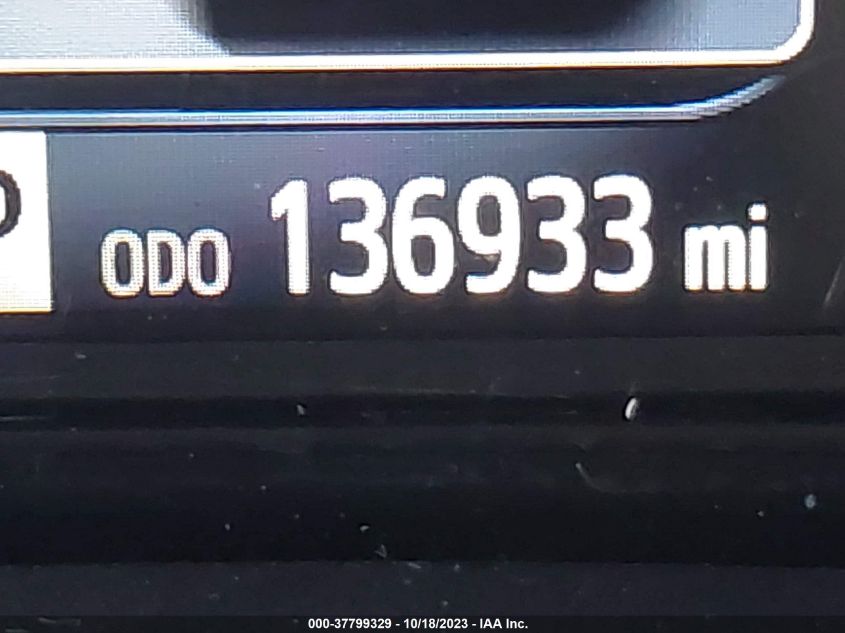 P
ODO 136933 mi
000-37799329 - 10/18/2023 - IAA Inc.